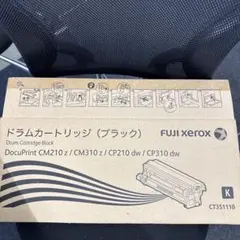 ドラムカートリッジ（ブラック）
FUJI XEROX
Drum Cartridge Black
DocuPrint CM210 z / CM310 z / CP210 dw / CP310 dw
K
CT351110